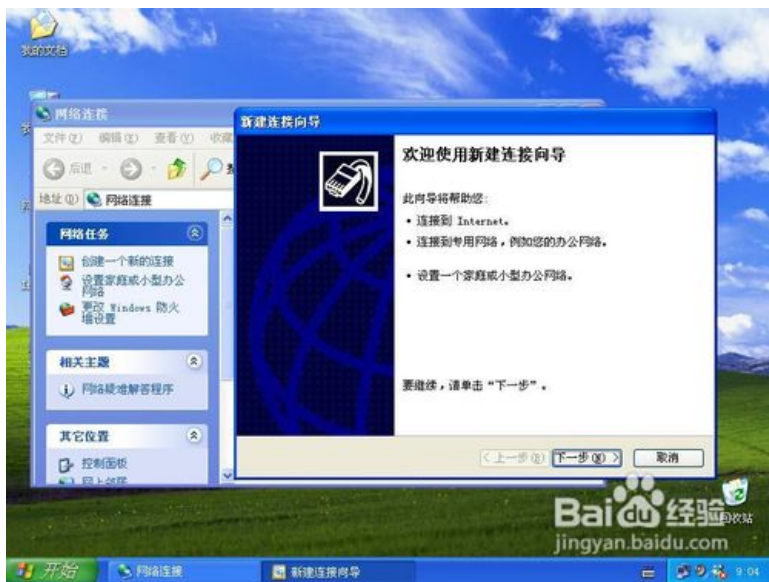 我的文档
网络连接
文件(F) 编辑(E) 查看(V) 收藏
后退
地址(D) 网络连接
网络任务
创建一个新的连接
设置家庭或小型办公
网络
更改 Windows 防火
墙设置
相关主题
网络疑难解答程序
其它位置
控制面板
网上邻居
新建连接向导
欢迎使用新建连接向导
此向导将帮助您:
• 连接到 Internet。
• 连接到专用网络,例如您的办公网络。
• 设置一个家庭或小型办公网络。
要继续,请单击“下一步”。
< 上一步(B) 下一步(N) > 取消
Bai 经验
jingyan.baidu.com
回收站
开始 网络连接 新建连接向导 9:04